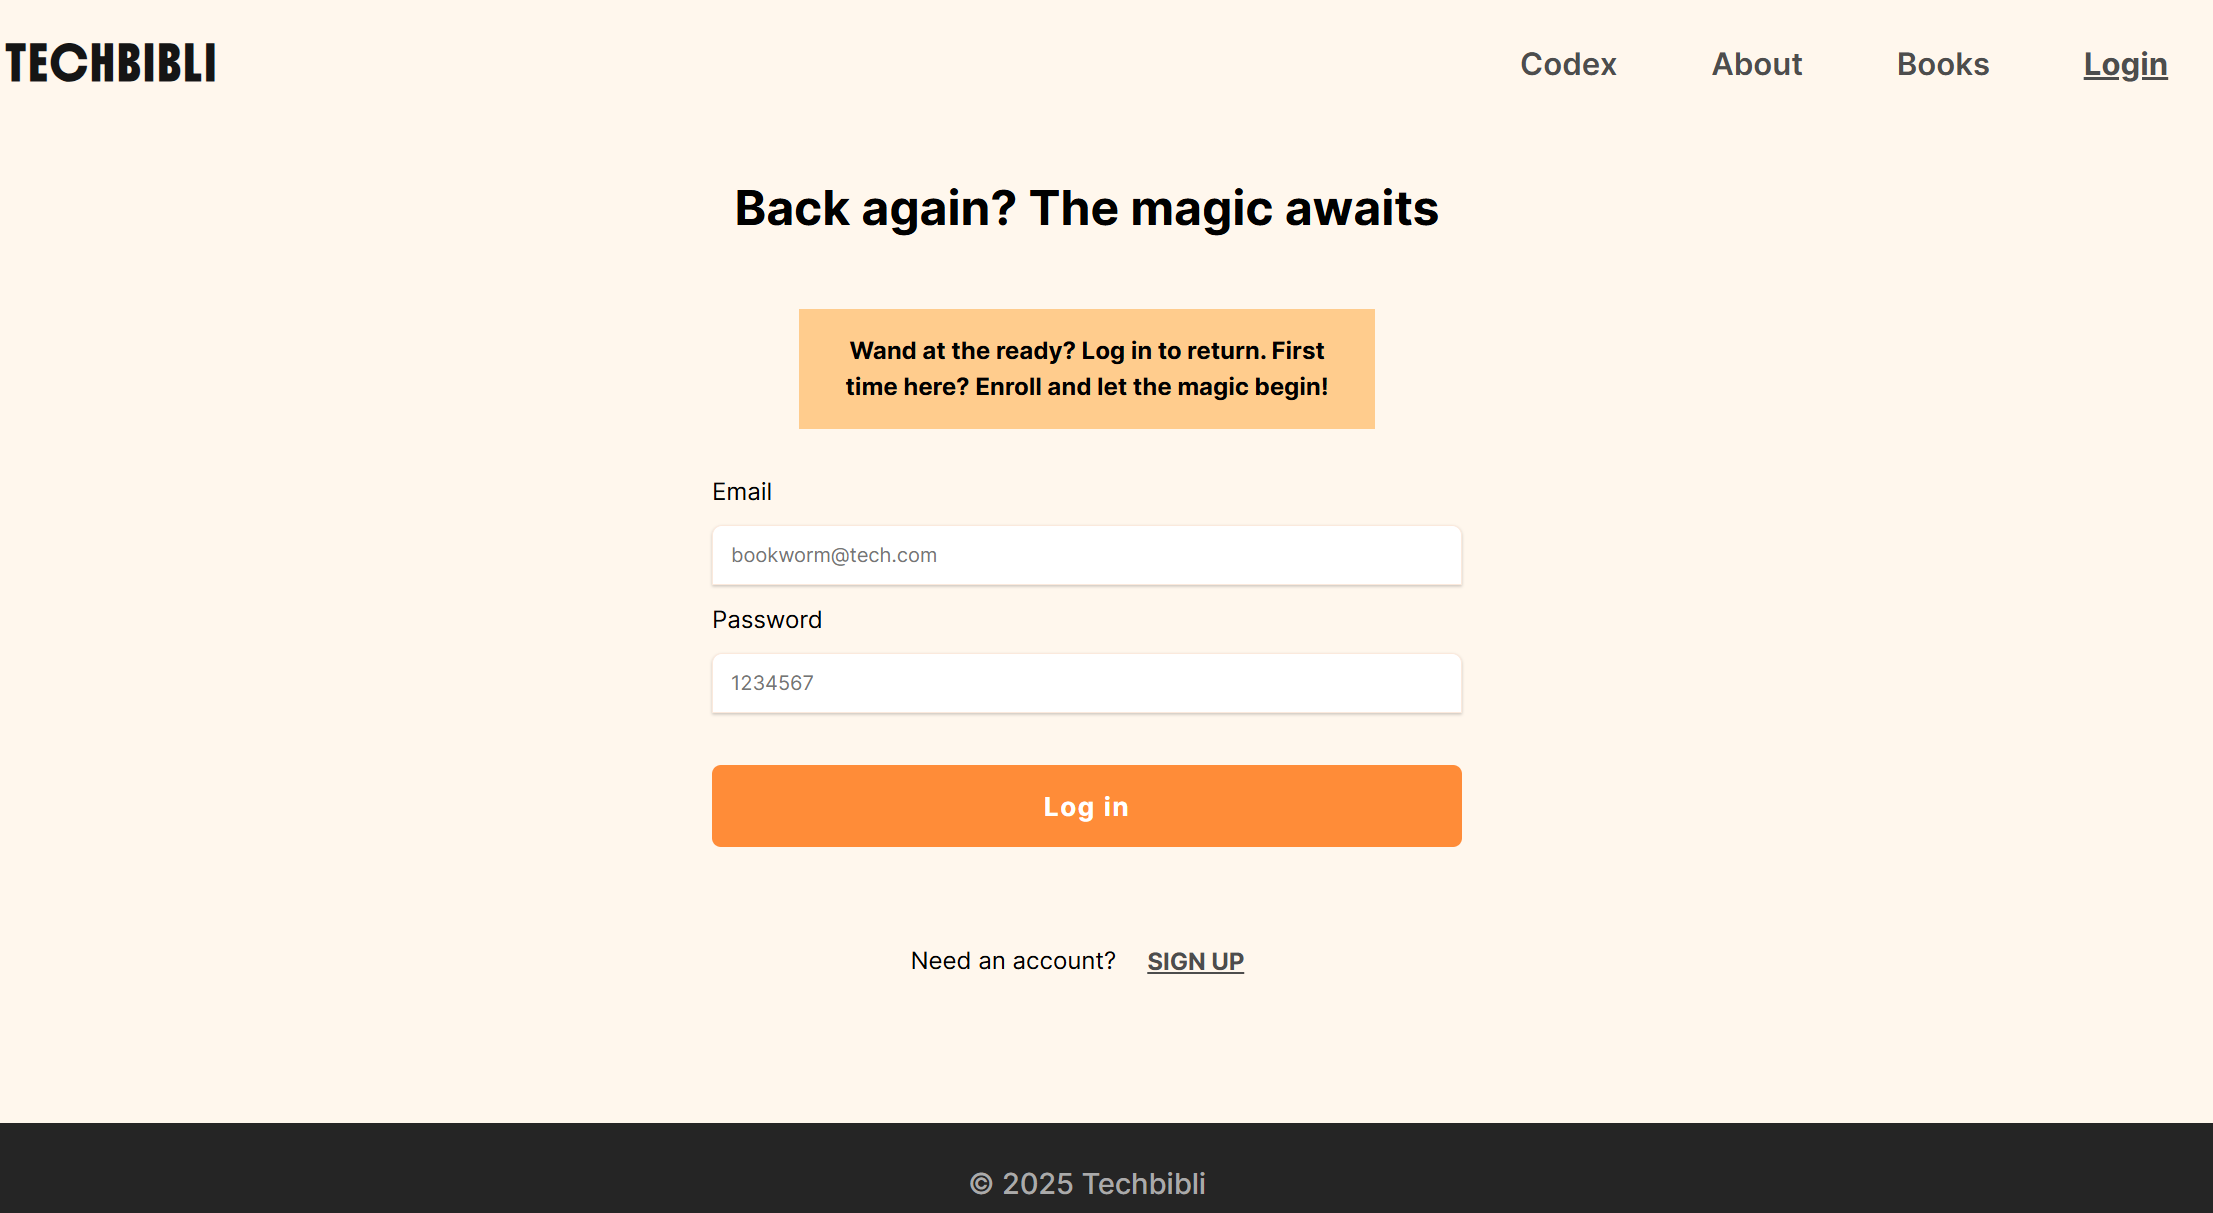 TECHBIBLI
Codex
About
Books
Login
Back again? The magic awaits
Wand at the ready? Log in to return. First
time here? Enroll and let the magic begin!
Email
bookworm@tech.com
Password
1234567
Log in
Need an account? SIGN UP
© 2025 Techbibli